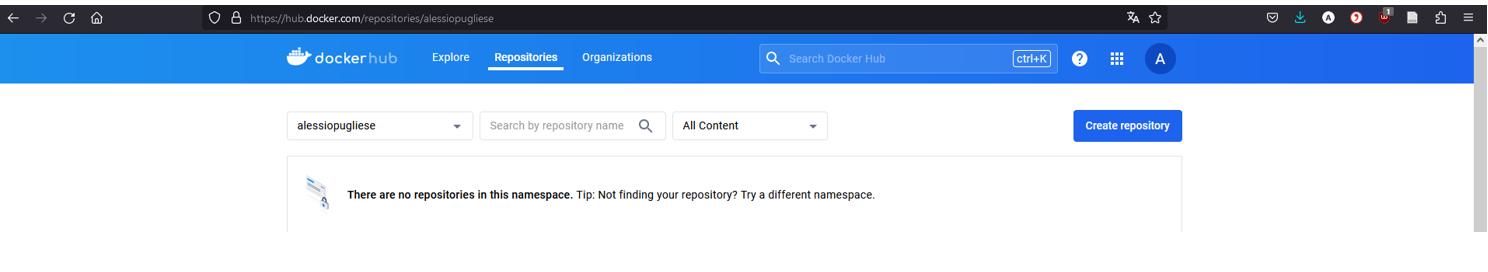 https://hub.docker.com/repositories/alessiopugliese
1
dockerhub Explore Repositories Organizations Search Docker Hub ctrl+K ? A
alessiopugliese Search by repository name All Content Create repository
There are no repositories in this namespace. Tip: Not finding your repository? Try a different namespace.